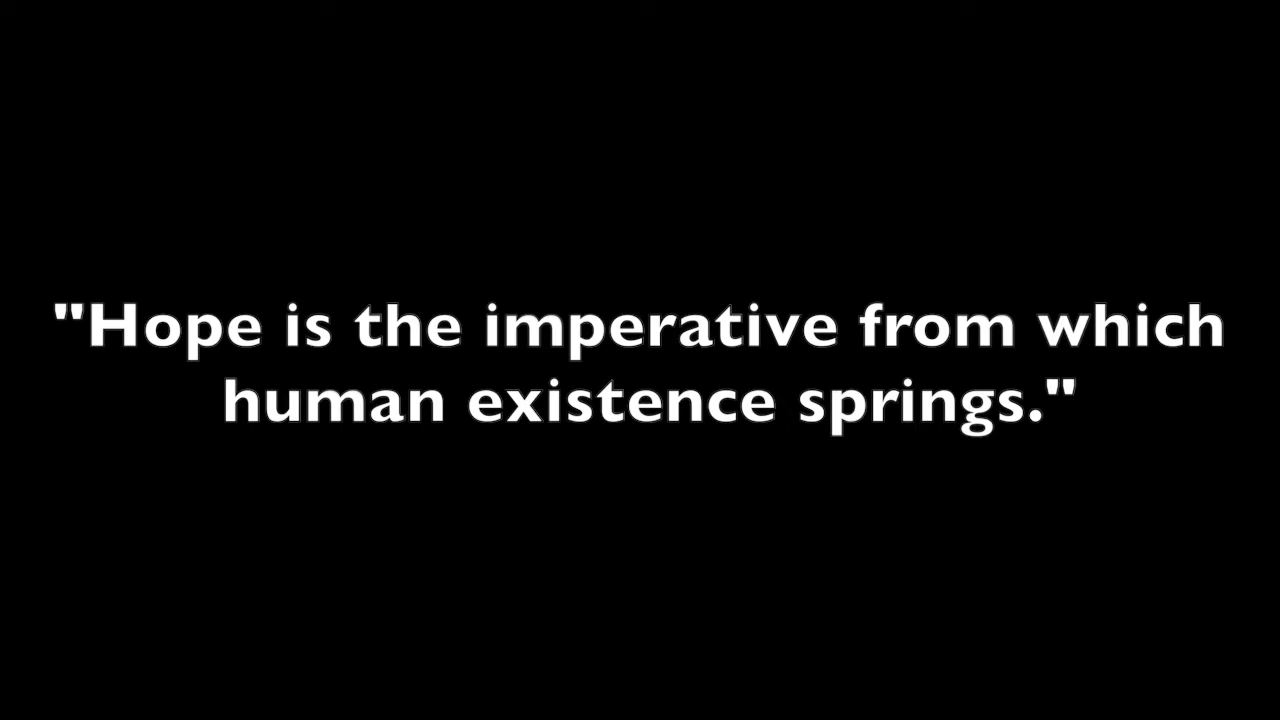 "Hope is the imperative from which
human existence springs."